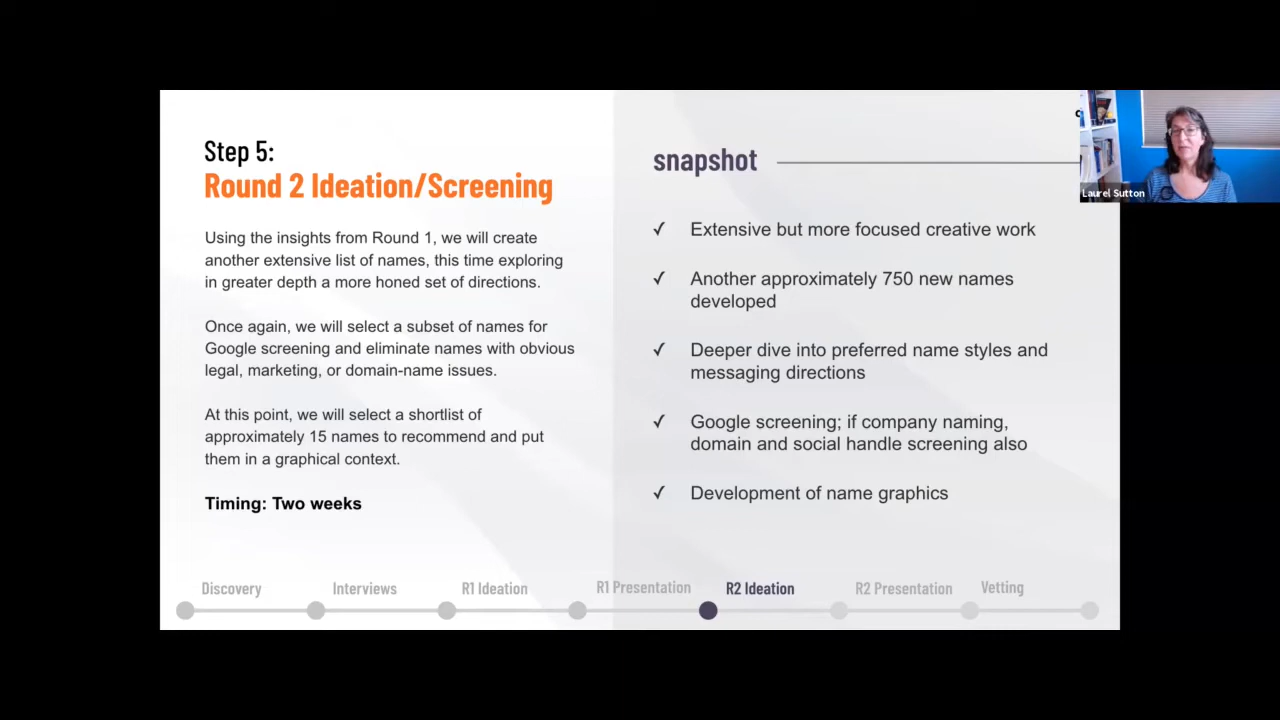 Step 5:
Round 2 Ideation/Screening
Using the insights from Round 1, we will create
another extensive list of names, this time exploring
in greater depth a more honed set of directions.
Once again, we will select a subset of names for
Google screening and eliminate names with obvious
legal, marketing, or domain-name issues.
At this point, we will select a shortlist of
approximately 15 names to recommend and put
them in a graphical context.
Timing: Two weeks
snapshot
✓ Extensive but more focused creative work
✓ Another approximately 750 new names
developed
✓ Deeper dive into preferred name styles and
messaging directions
✓ Google screening; if company naming,
domain and social handle screening also
✓ Development of name graphics
Laurel Sutton
Discovery
Interviews
R1 Ideation
R1 Presentation
R2 Ideation
R2 Presentation
Vetting